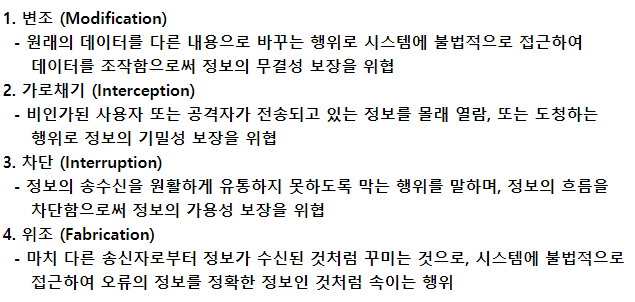 1. 변조 (Modification)
- 원래의 데이터를 다른 내용으로 바꾸는 행위로 시스템에 불법적으로 접근하여
데이터를 조작함으로써 정보의 무결성 보장을 위협
2. 가로채기 (Interception)
- 비인가된 사용자 또는 공격자가 전송되고 있는 정보를 몰래 열람, 또는 도청하는
행위로 정보의 기밀성 보장을 위협
3. 차단 (Interruption)
- 정보의 송수신을 원활하게 유통하지 못하도록 막는 행위를 말하며, 정보의 흐름을
차단함으로써 정보의 가용성 보장을 위협
4. 위조 (Fabrication)
- 마치 다른 송신자로부터 정보가 수신된 것처럼 꾸미는 것으로, 시스템에 불법적으로
접근하여 오류의 정보를 정확한 정보인 것처럼 속이는 행위